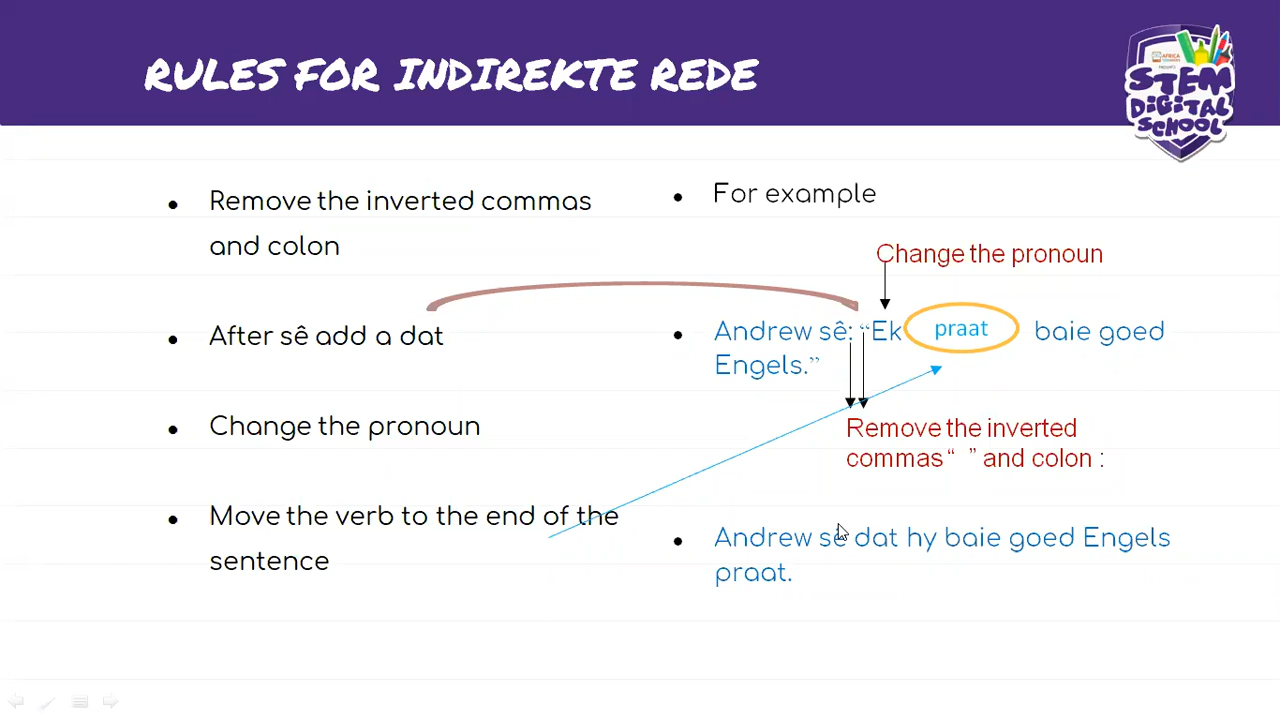 RULES FOR INDIREKTE REDE
STEM
DIGITAL
SCHOOL
• Remove the inverted commas
and colon
• After sê add a dat
• Change the pronoun
• Move the verb to the end of the
sentence
• For example
Change the pronoun
• Andrew sê: “Ek praat baie goed
Engels.”
Remove the inverted
commas“ ” and colon :
• Andrew sê dat hy baie goed Engels
praat.